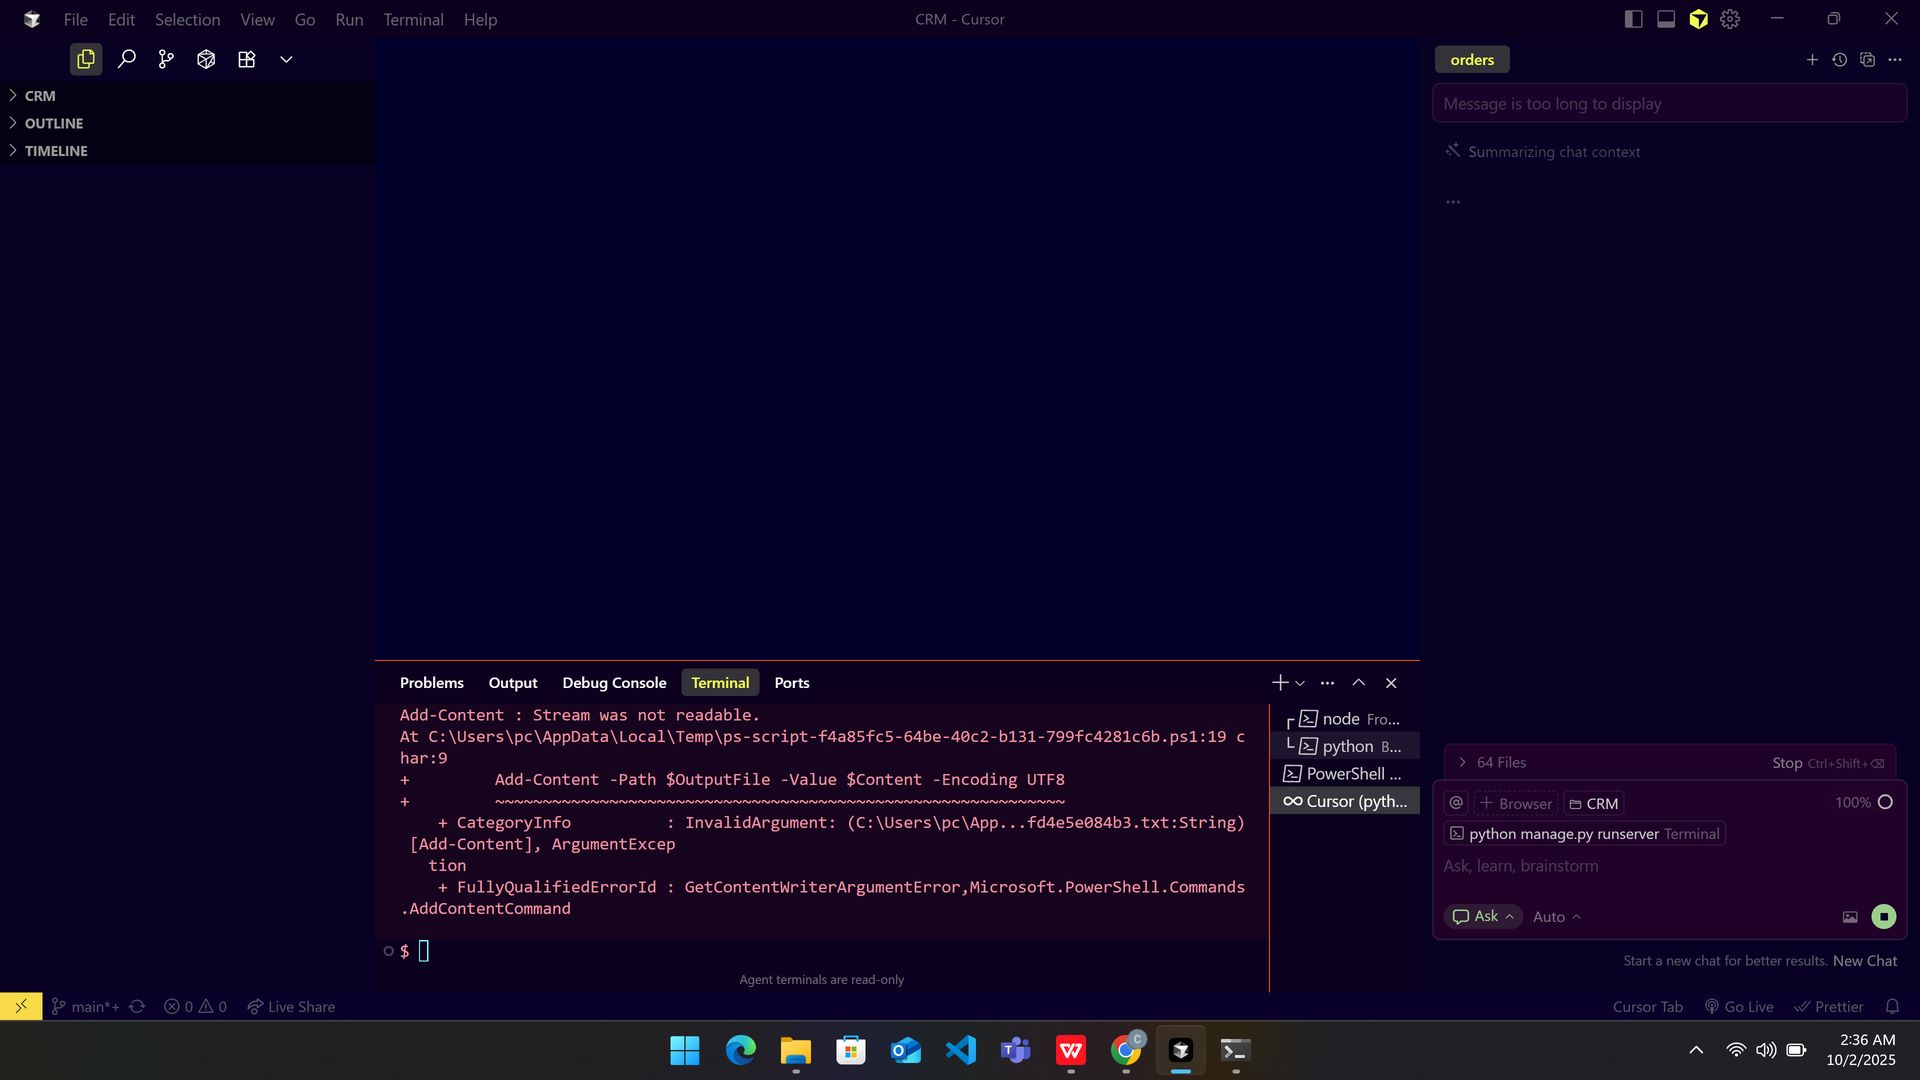 File Edit Selection View Go Run Terminal Help
CRM - Cursor
CRM
OUTLINE
TIMELINE
orders
Message is too long to display
Summarizing chat context
...
Problems Output Debug Console Terminal Ports
Add-Content : Stream was not readable.
At C:\Users\pc\AppData\Local\Temp\ps-script-f4a85fc5-64be-40c2-b131-799fc4281c6b.ps1:19 c
har:9
+         Add-Content -Path $OutputFile -Value $Content -Encoding UTF8
+         ~~~~~~~~~~~~~~~~~~~~~~~~~~~~~~~~~~~~~~~~~~~~~~~~~~~~~~~~~~~~
    + CategoryInfo          : InvalidArgument: (C:\Users\pc\App...fd4e5e084b3.txt:String)
 [Add-Content], ArgumentExcep
   tion
    + FullyQualifiedErrorId : GetContentWriterArgumentError,Microsoft.PowerShell.Commands
.AddContentCommand
$
Agent terminals are read-only
node Fro...
python B...
PowerShell ...
Cursor (pyth...
64 Files Stop Ctrl+Shift+⌫
@ + Browser CRM 100%
python manage.py runserver Terminal
Ask, learn, brainstorm
Ask Auto
Start a new chat for better results. New Chat
main*+ 0 0 Live Share
Cursor Tab Go Live Prettier
C
2:36 AM
10/2/2025